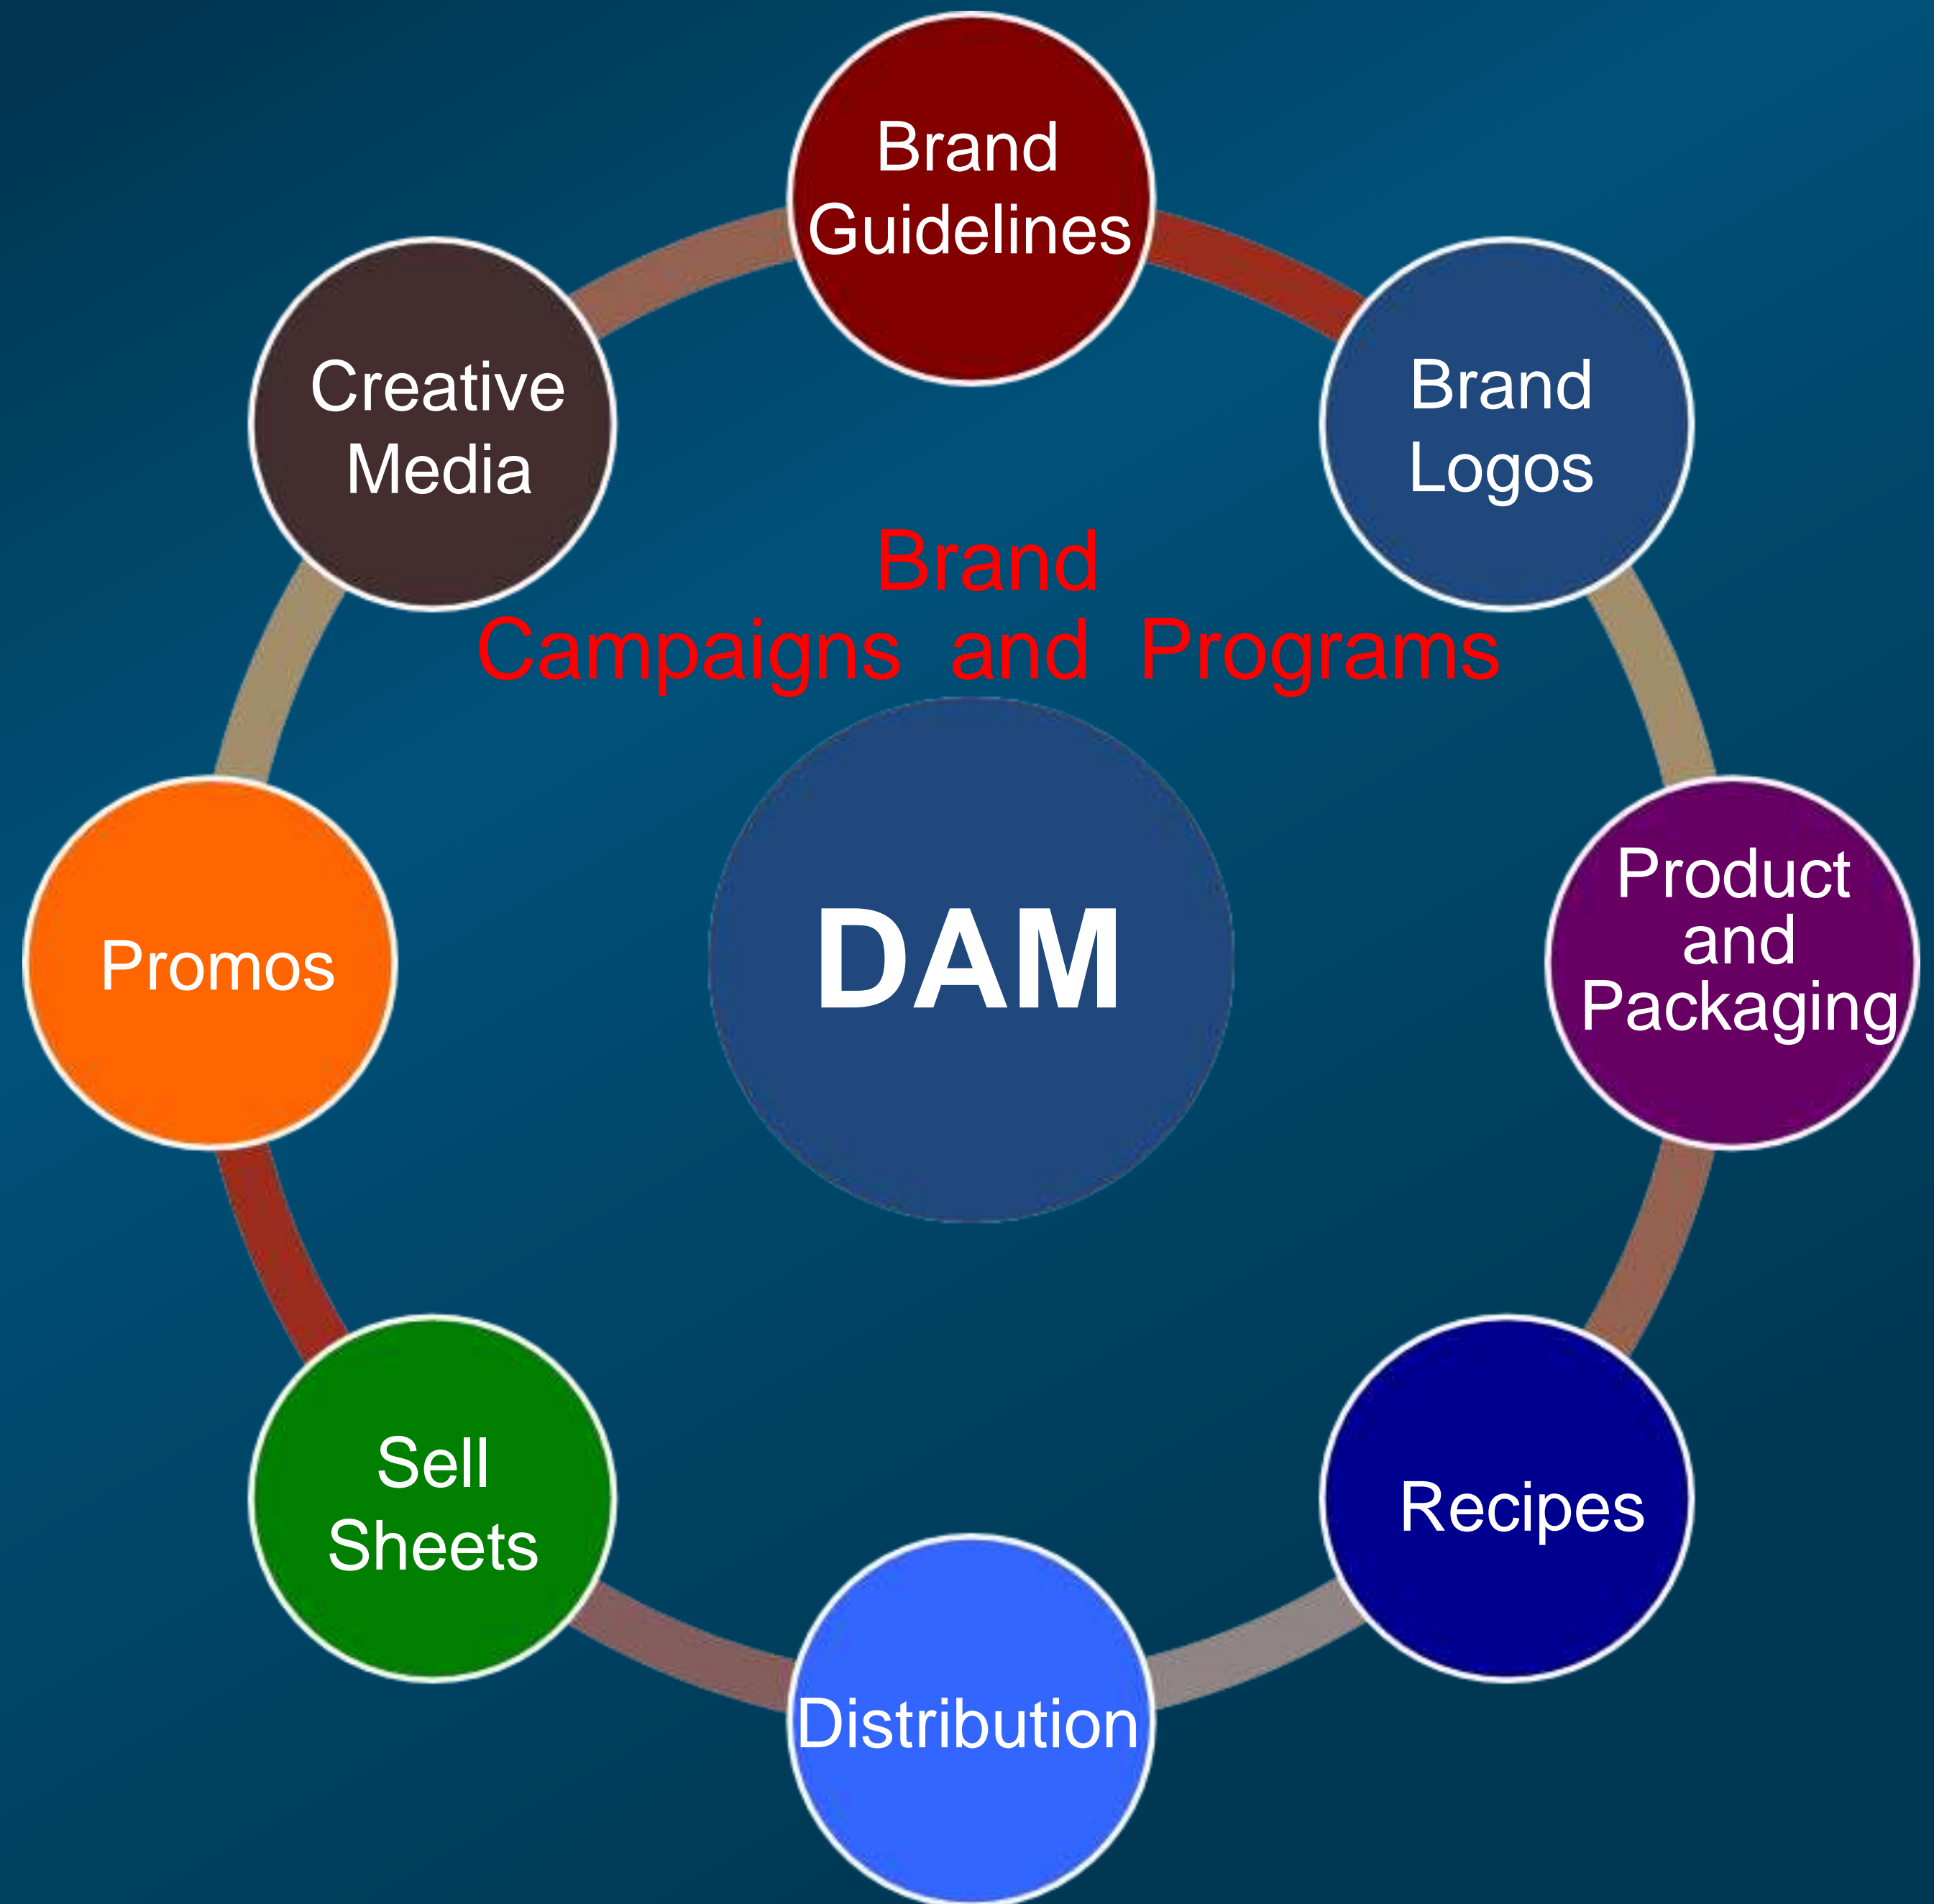 Brand
Guidelines
Brand
Logos
Creative
Media
Brand
Campaigns and Programs
Product
and
Packaging
DAM
Promos
Sell
Sheets
Recipes
Distribution